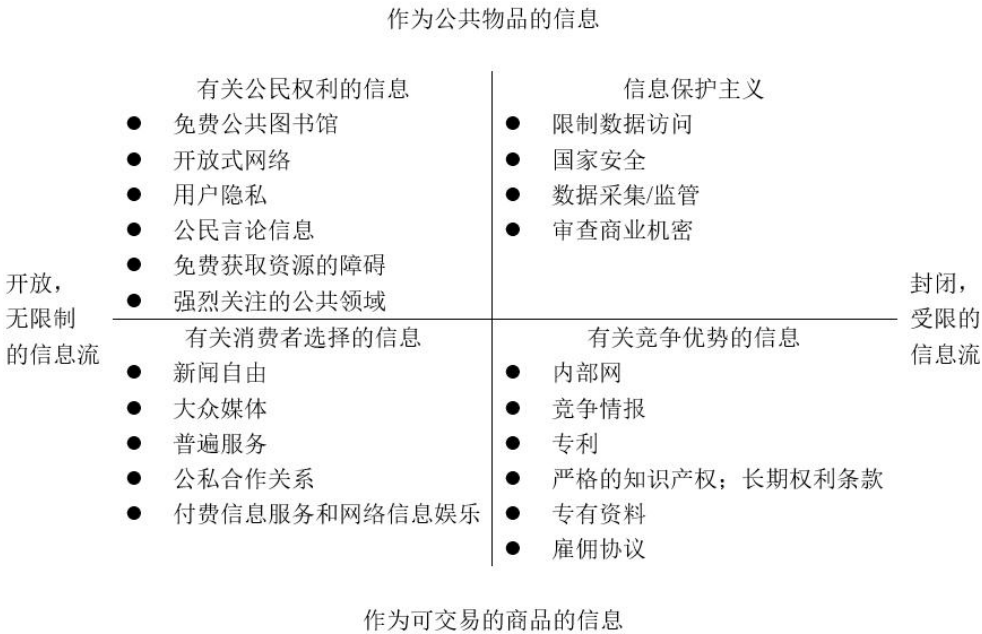 作为公共物品的信息
有关公民权利的信息
免费公共图书馆
开放式网络
用户隐私
公民言论信息
免费获取资源的障碍
强烈关注的公共领域
信息保护主义
限制数据访问
国家安全
数据采集/监管
审查商业机密
开放，
无限制
的信息流
封闭，
受限的
信息流
有关消费者选择的信息
新闻自由
大众媒体
普遍服务
公私合作关系
付费信息服务和网络信息娱乐
有关竞争优势的信息
内部网
竞争情报
专利
严格的知识产权；长期权利条款
专有资料
雇佣协议
作为可交易的商品的信息